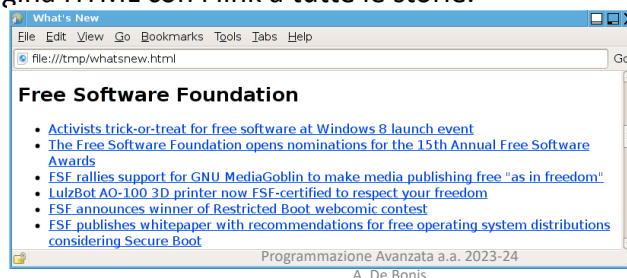 pagina HTML con i link a tutte le storie.
What's New
File Edit View Go Bookmarks Tools Tabs Help
file:///tmp/whatsnew.html
Go
Free Software Foundation
• Activists trick-or-treat for free software at Windows 8 launch event
• The Free Software Foundation opens nominations for the 15th Annual Free Software
Awards
• FSF rallies support for GNU MediaGoblin to make media publishing free "as in freedom"
• LulzBot AO-100 3D printer now FSF-certified to respect your freedom
• FSF announces winner of Restricted Boot webcomic contest
• FSF publishes whitepaper with recommendations for free operating system distributions
considering Secure Boot
Programmazione Avanzata a.a. 2023-24
A. De Bonis